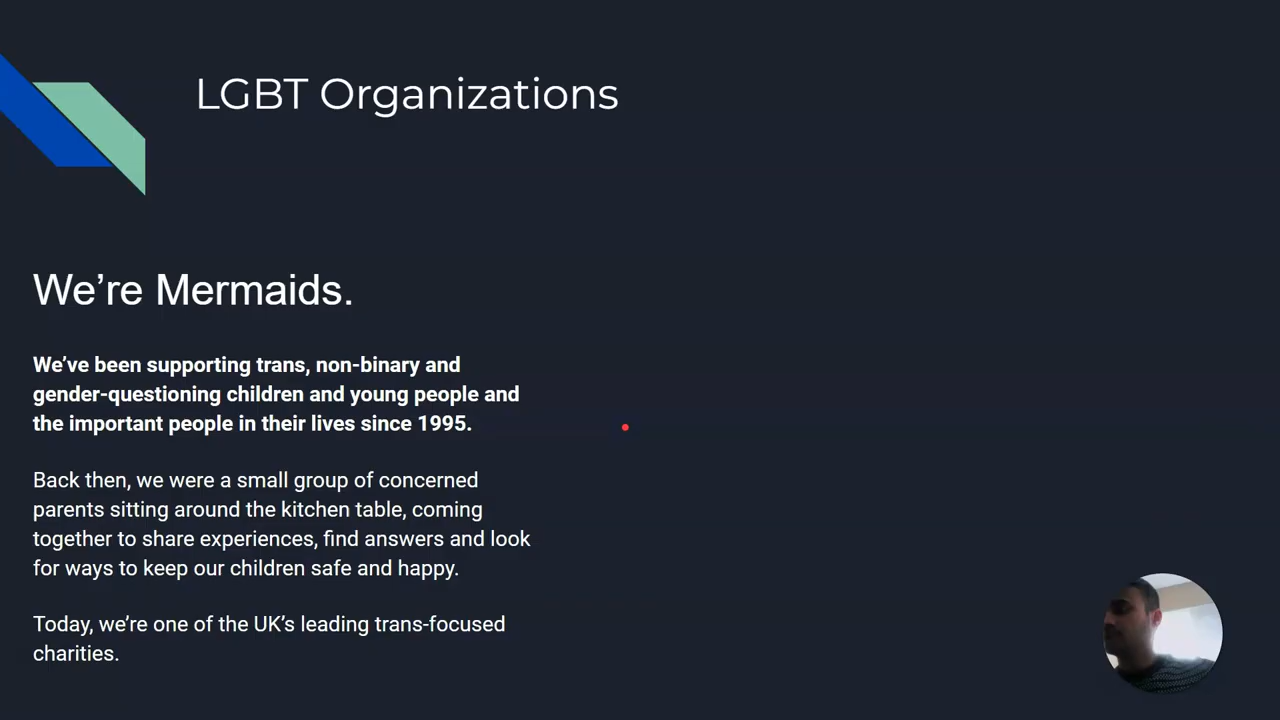 LGBT Organizations
We’re Mermaids.
We’ve been supporting trans, non-binary and
gender-questioning children and young people and
the important people in their lives since 1995.
Back then, we were a small group of concerned
parents sitting around the kitchen table, coming
together to share experiences, find answers and look
for ways to keep our children safe and happy.
Today, we’re one of the UK’s leading trans-focused
charities.